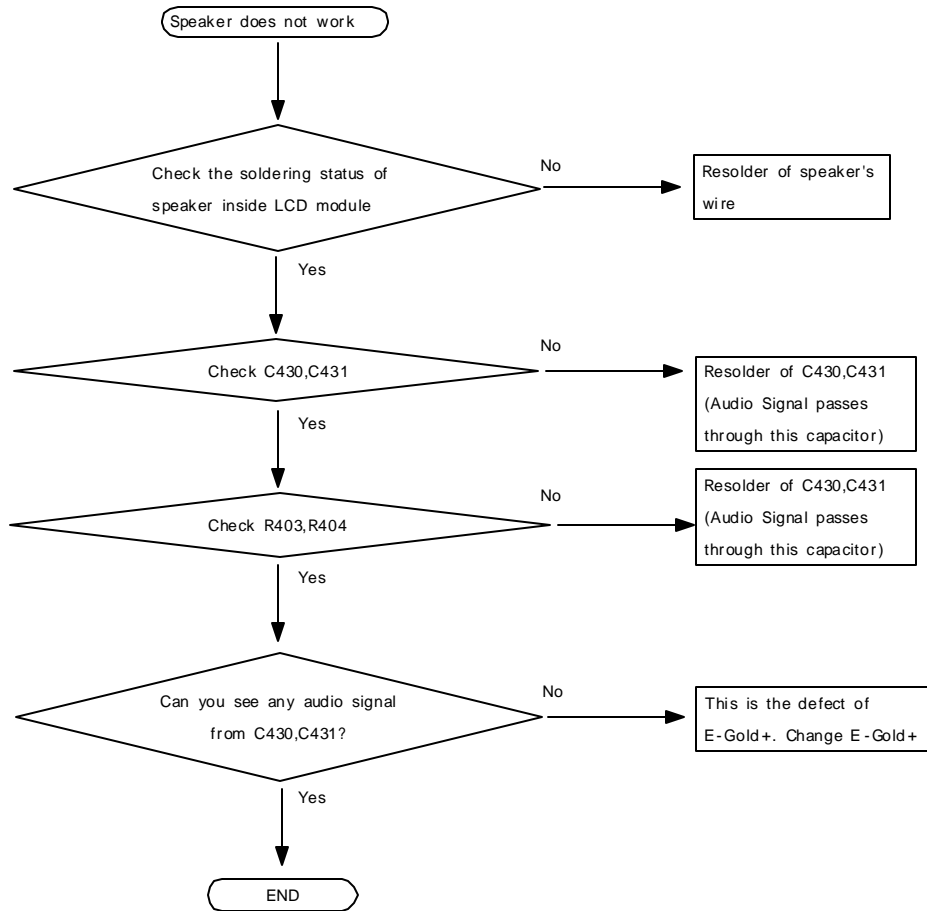 Speaker does not work
Check the soldering status of
speaker inside LCD module
No
Resolder of speaker's
wire
Yes
Check C430,C431
No
Resolder of C430,C431
(Audio Signal passes
through this capacitor)
Yes
Check R403,R404
No
Resolder of C430,C431
(Audio Signal passes
through this capacitor)
Yes
Can you see any audio signal
from C430,C431?
No
This is the defect of
E-Gold+. Change E-Gold+
Yes
END